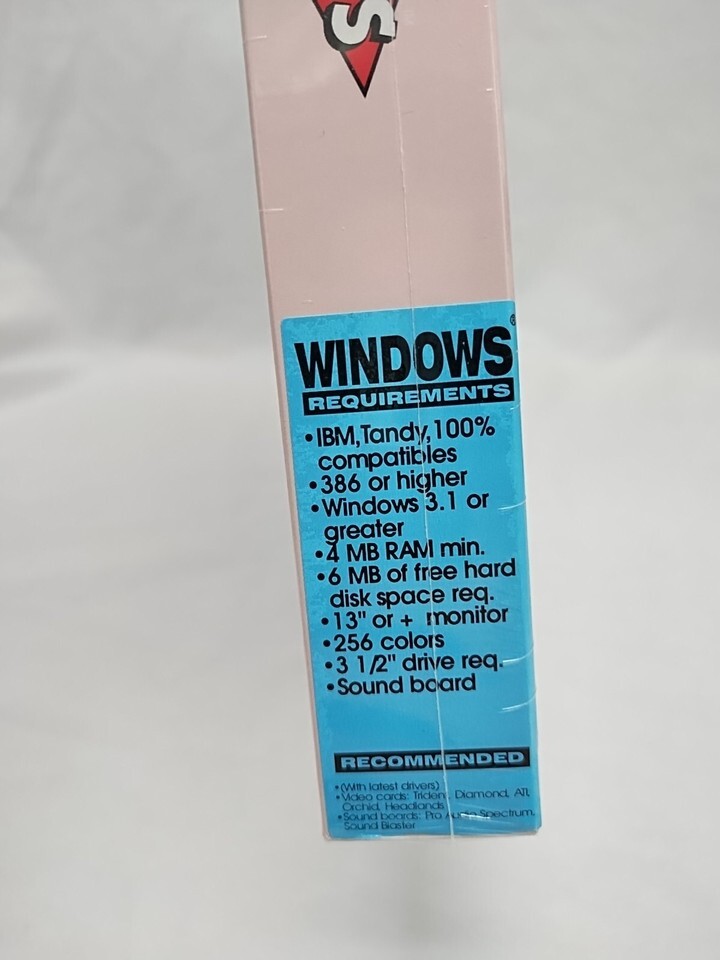 S
WINDOWS®
REQUIREMENTS
•IBM,Tandy,100%
compatibles
•386 or higher
•Windows 3.1 or
greater
•4 MB RAM min.
•6 MB of free hard
disk space req.
•13" or + monitor
•256 colors
•3 1/2" drive req.
•Sound board
RECOMMENDED
•(With latest drivers)
•Video cards: Trident, Diamond, ATI,
Orchid, Headlands
•Sound boards: Pro Audio Spectrum,
Sound Blaster